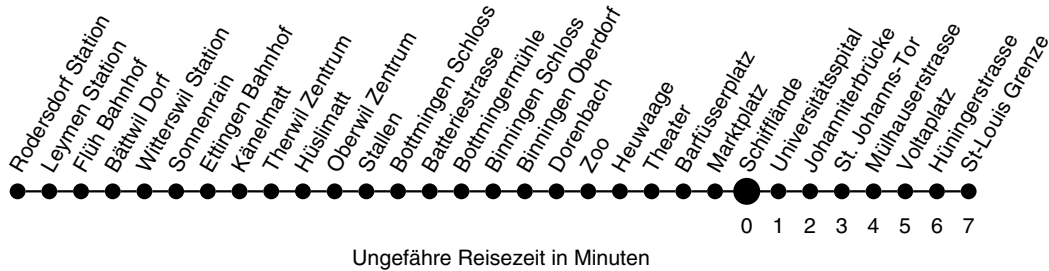 Rodersdorf Station
Leymen Station
Flüh Bahnhof
Bättwil Dorf
Witterswil Station
Sonnenrain
Ettingen Bahnhof
Känelmatt
Therwil Zentrum
Hüslimatt
Oberwil Zentrum
Stallen
Bottmingen Schloss
Batteriestrasse
Bottmingermühle
Binningen Schloss
Binningen Oberdorf
Dorenbach
Zoo
Heuwaage
Theater
Barfüsserplatz
Marktplatz
Schifflände
Universitätsspital
Johanniterbrücke
St. Johanns-Tor
Mülhauserstrasse
Voltaplatz
Hüningerstrasse
St-Louis Grenze
0 1 2 3 4 5 6 7
Ungefähre Reisezeit in Minuten